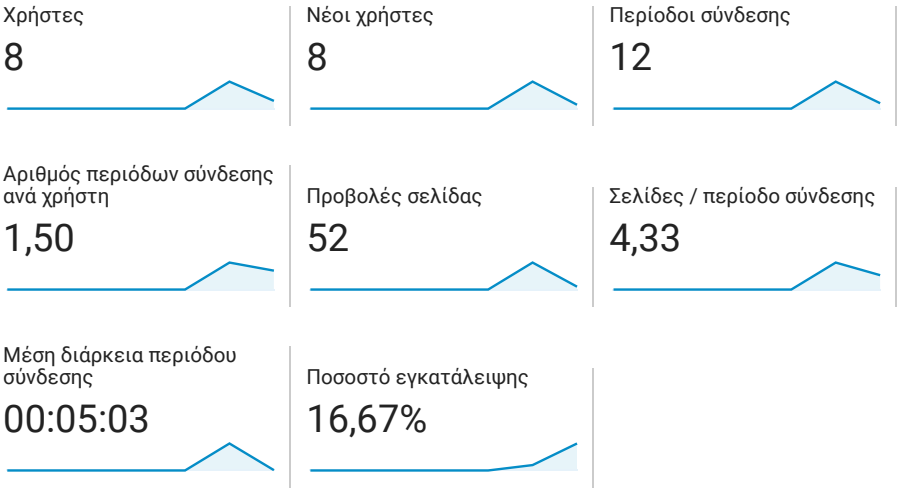 Χρήστες
8
Νέοι χρήστες
8
Περίοδοι σύνδεσης
12
Αριθμός περιόδων σύνδεσης
ανά χρήστη
1,50
Προβολές σελίδας
52
Σελίδες / περίοδο σύνδεσης
4,33
Μέση διάρκεια περιόδου
σύνδεσης
00:05:03
Ποσοστό εγκατάλειψης
16,67%